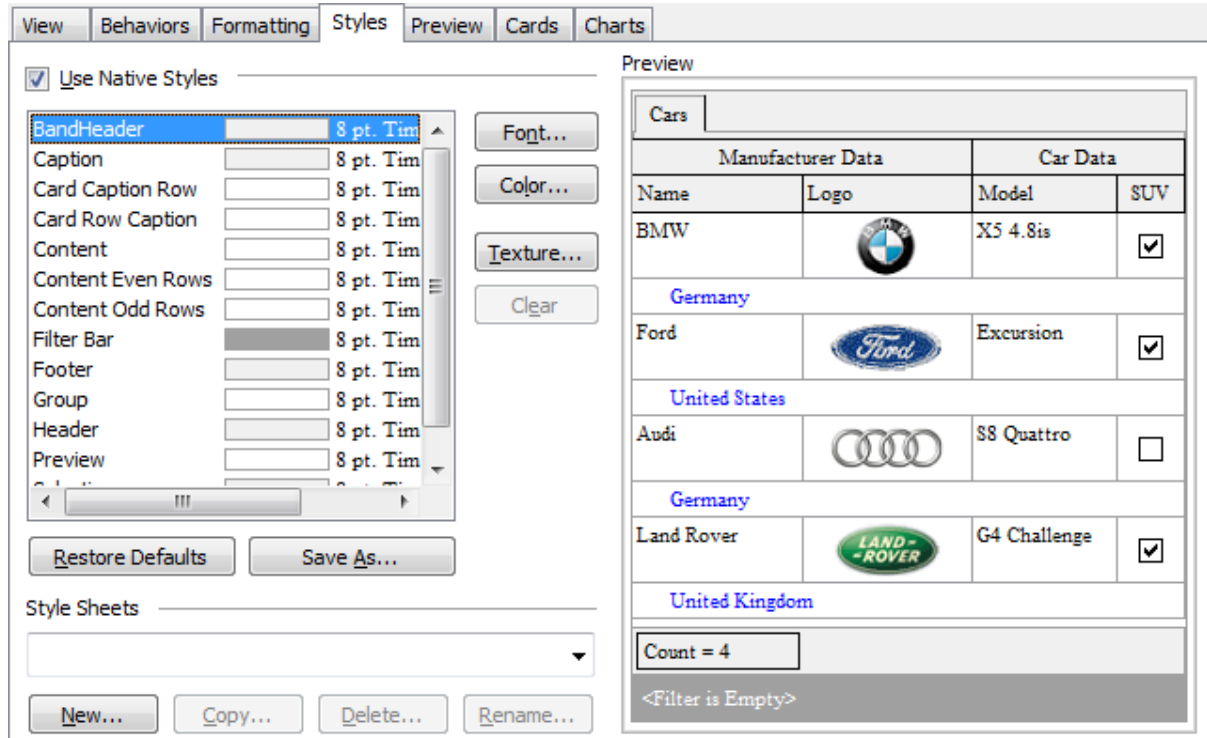 View Behaviors Formatting Styles Preview Cards Charts
Use Native Styles
BandHeader 8 pt. Tim
Caption 8 pt. Tim
Card Caption Row 8 pt. Tim
Card Row Caption 8 pt. Tim
Content 8 pt. Tim
Content Even Rows 8 pt. Tim
Content Odd Rows 8 pt. Tim
Filter Bar 8 pt. Tim
Footer 8 pt. Tim
Group 8 pt. Tim
Header 8 pt. Tim
Preview 8 pt. Tim
Font...
Color...
Texture...
Clear
Restore Defaults Save As...
Style Sheets
New... Copy... Delete... Rename...
Preview
Cars
Manufacturer Data Car Data
Name Logo Model SUV
BMW BMW X5 4.8is
Germany
Ford Ford Excursion
United States
Audi S8 Quattro
Germany
Land Rover LAND- G4 Challenge
-ROVER
United Kingdom
Count = 4
<Filter is Empty>